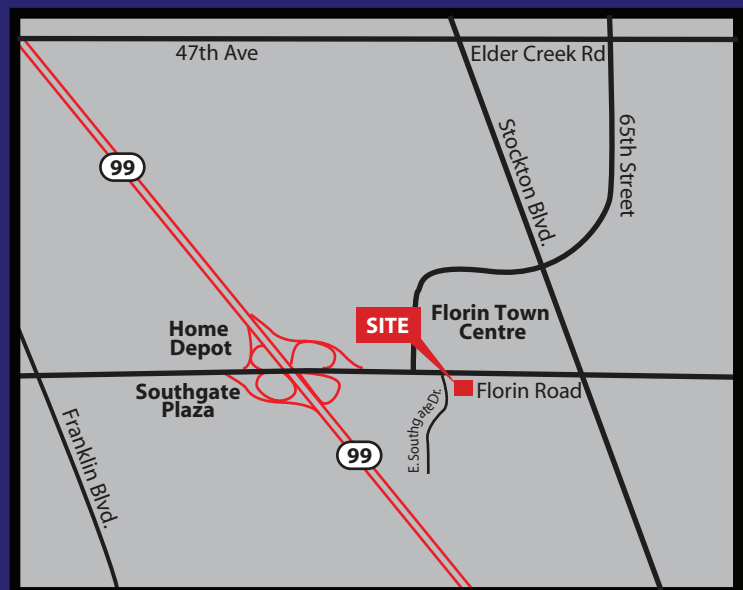 47th Ave
Elder Creek Rd
99
Stockton Blvd.
65th Street
Home
Depot
SITE
Florin Town
Centre
Southgate
Plaza
Florin Road
E. Southgate Dr.
Franklin Blvd.
99